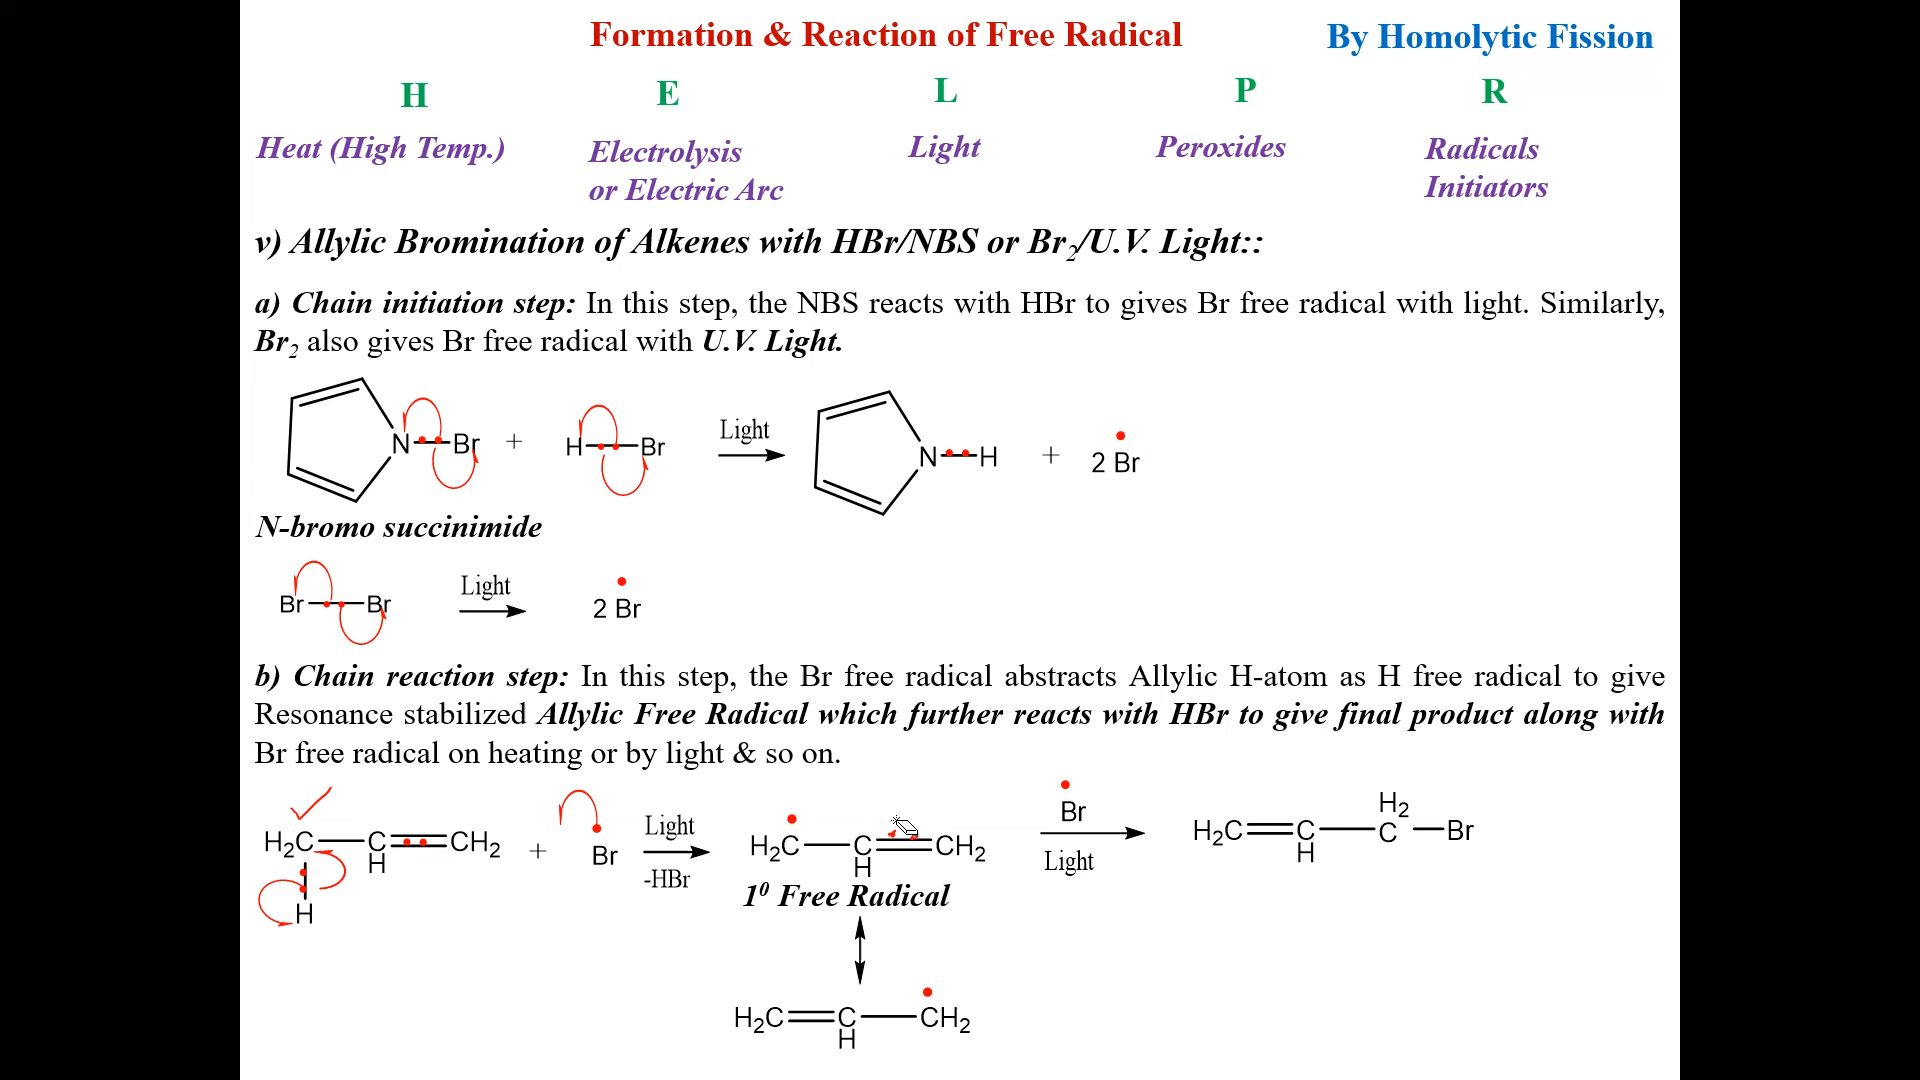 Formation & Reaction of Free Radical By Homolytic Fission
H E L P R
Heat (High Temp.) Electrolysis or Electric Arc Light Peroxides Radicals Initiators
v) Allylic Bromination of Alkenes with HBr/NBS or Br2/U.V. Light::
a) Chain initiation step: In this step, the NBS reacts with HBr to gives Br free radical with light. Similarly,
Br2 also gives Br free radical with U.V. Light.
N Br + H Br Light N H + 2 Br
N-bromo succinimide
Br Br Light 2 Br
b) Chain reaction step: In this step, the Br free radical abstracts Allylic H-atom as H free radical to give
Resonance stabilized Allylic Free Radical which further reacts with HBr to give final product along with
Br free radical on heating or by light & so on.
H2C C H CH2 H + Br Light -HBr H2C C H CH2 Br Light H2C C H H2 C Br
10 Free Radical
H2C C H CH2